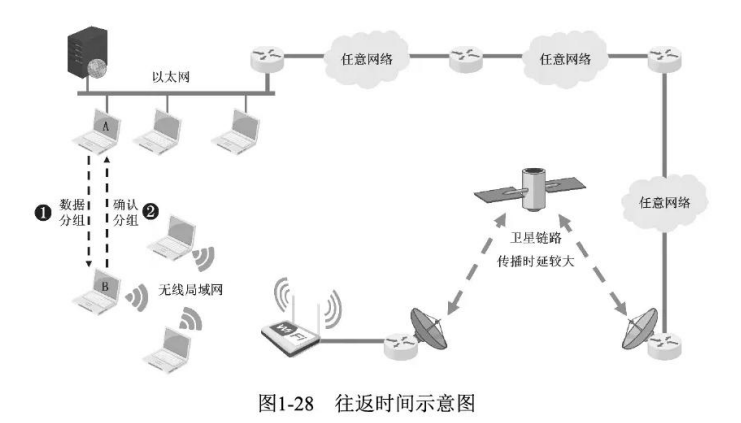 任意网络
任意网络
以太网
A
任意网络
❶ 数据分组
确认分组 ❷
卫星链路
传播时延较大
B
无线局域网
Wi Fi
图1-28 往返时间示意图